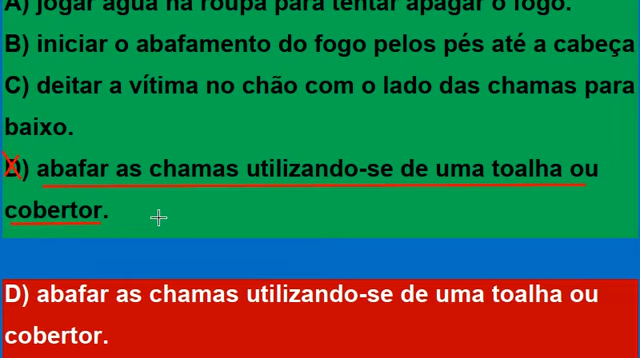 A) jogar água na roupa para tentar apagar o fogo.
B) iniciar o abafamento do fogo pelos pés até a cabeça
C) deitar a vítima no chão com o lado das chamas para
baixo.
D) abafar as chamas utilizando-se de uma toalha ou
cobertor.
D) abafar as chamas utilizando-se de uma toalha ou
cobertor.